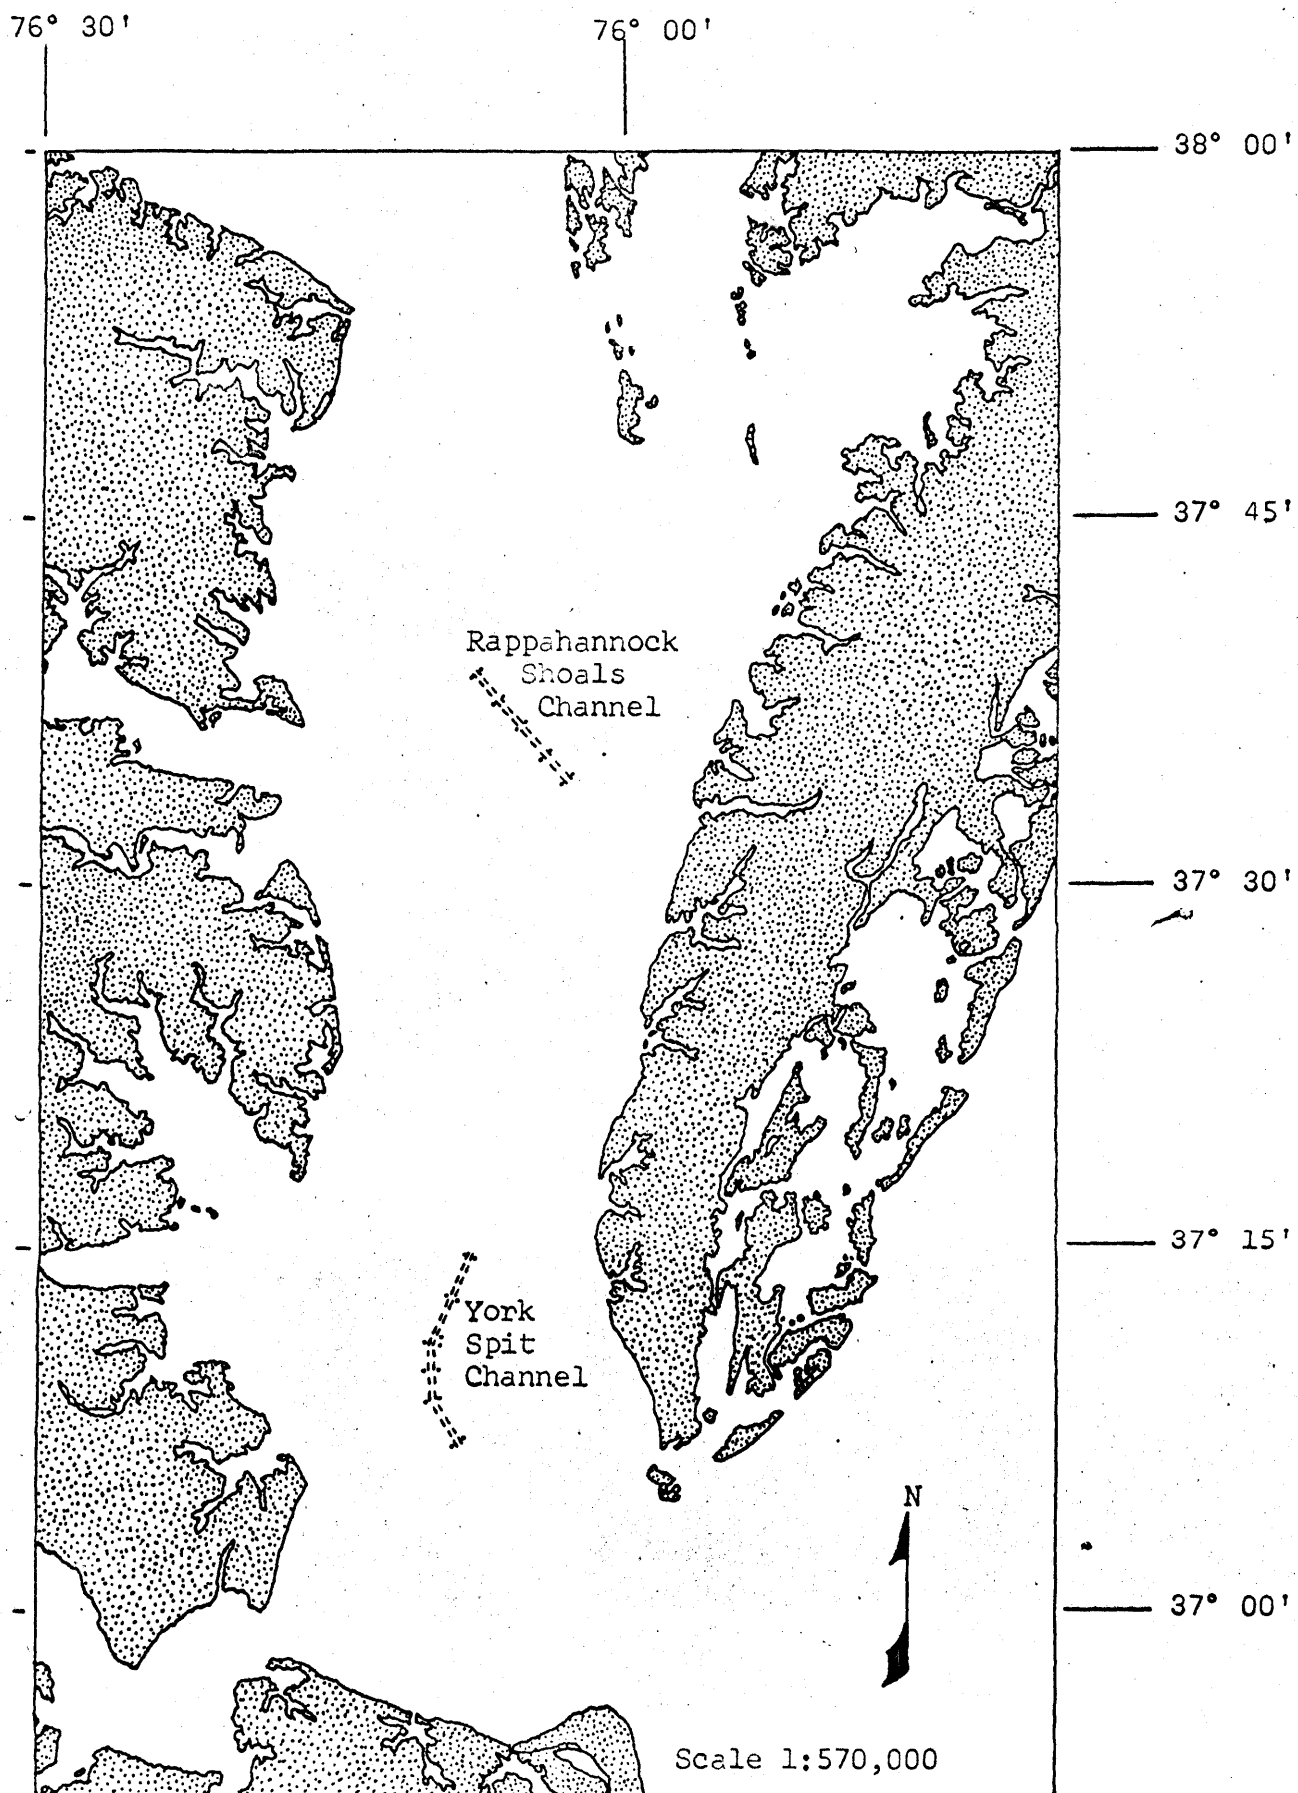 76° 30'
76° 00'
38° 00'
37° 45'
Rappahannock
Shoals
Channel
37° 30'
37° 15'
York
Spit
Channel
N
37° 00'
Scale 1:570,000